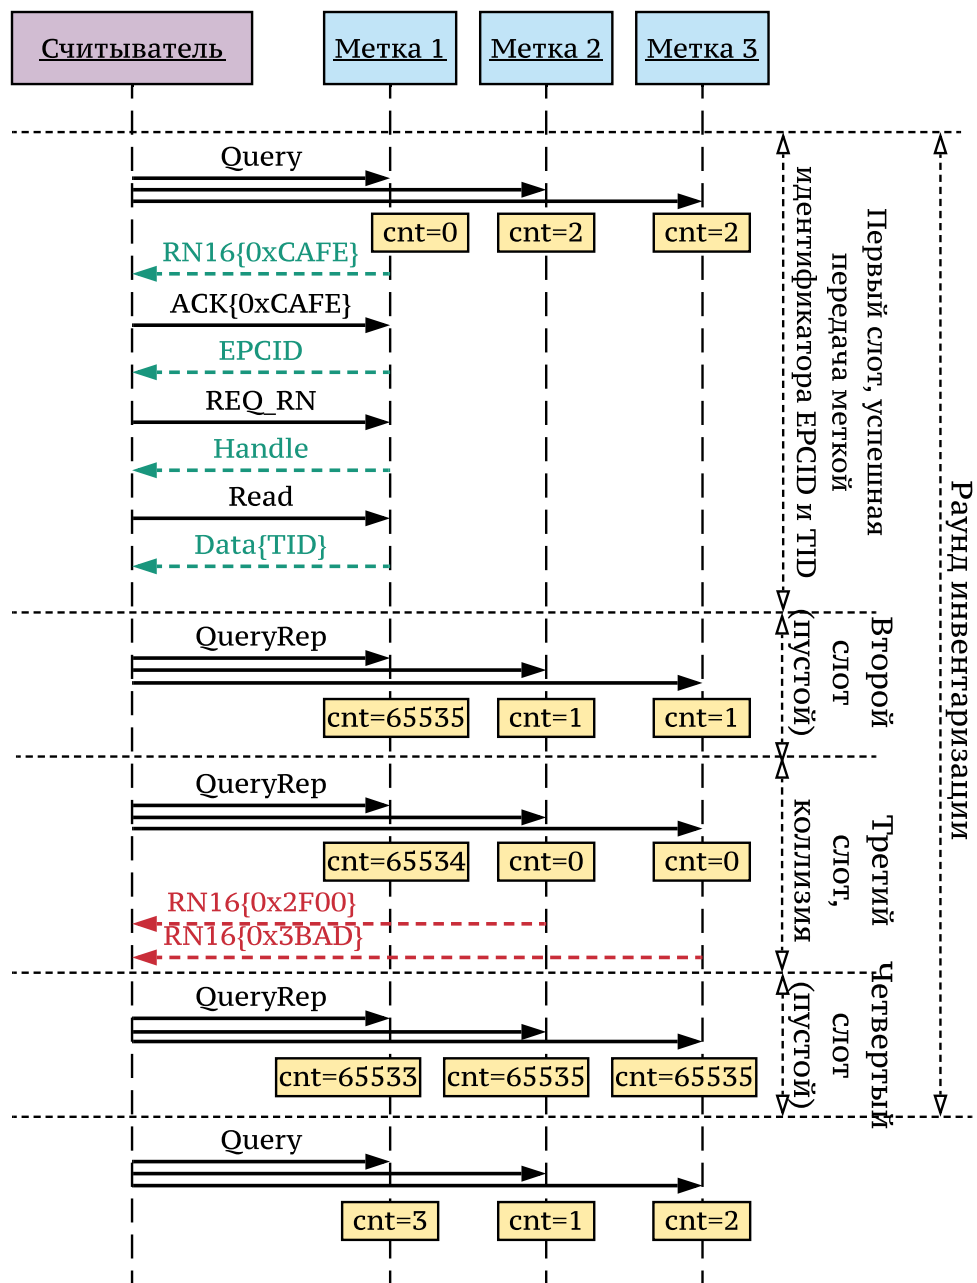 Считыватель
Метка 1
Метка 2
Метка 3
Query
cnt=0
cnt=2
cnt=2
RN16{0xCAFE}
ACK{0xCAFE}
EPCID
REQ_RN
Handle
Read
Data{TID}
Первый слот, успешная
передача меткой
идентификатора EPCID и TID
QueryRep
cnt=65535
cnt=1
cnt=1
Второй
слот
(пустой)
QueryRep
cnt=65534
cnt=0
cnt=0
RN16{0x2F00}
RN16{0x3BAD}
Третий
слот,
коллизия
QueryRep
cnt=65533
cnt=65535
cnt=65535
Четвертый
слот
(пустой)
Раунд инвентаризации
Query
cnt=3
cnt=1
cnt=2